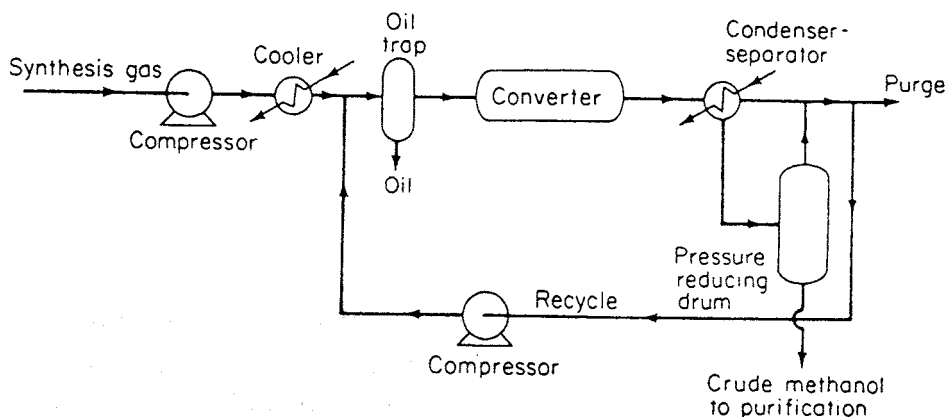 Oil
trap
Cooler
Condenser-
separator
Synthesis gas
Converter
Purge
Compressor
Oil
Pressure
reducing
drum
Recycle
Compressor
Crude methanol
to purification